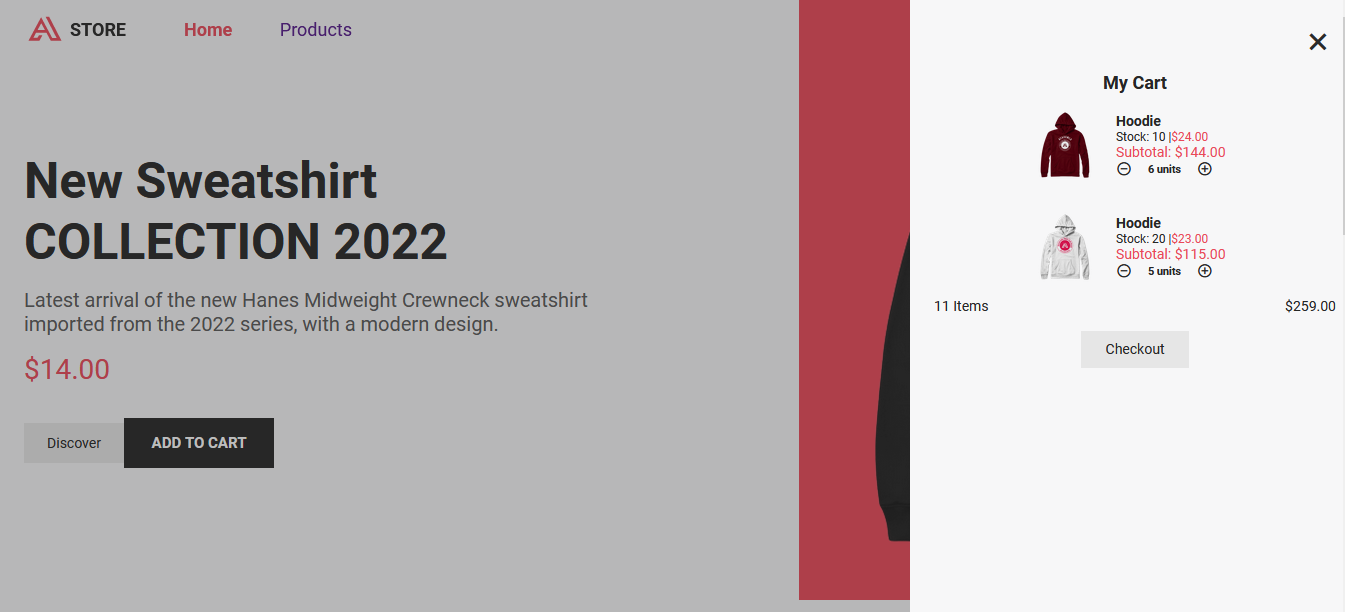 STORE
Home
Products
New Sweatshirt
COLLECTION 2022
Latest arrival of the new Hanes Midweight Crewneck sweatshirt
imported from the 2022 series, with a modern design.
$14.00
Discover
ADD TO CART
My Cart
Hoodie
Stock: 10 |$24.00
Subtotal: $144.00
6 units
Hoodie
Stock: 20 |$23.00
Subtotal: $115.00
5 units
11 Items
$259.00
Checkout